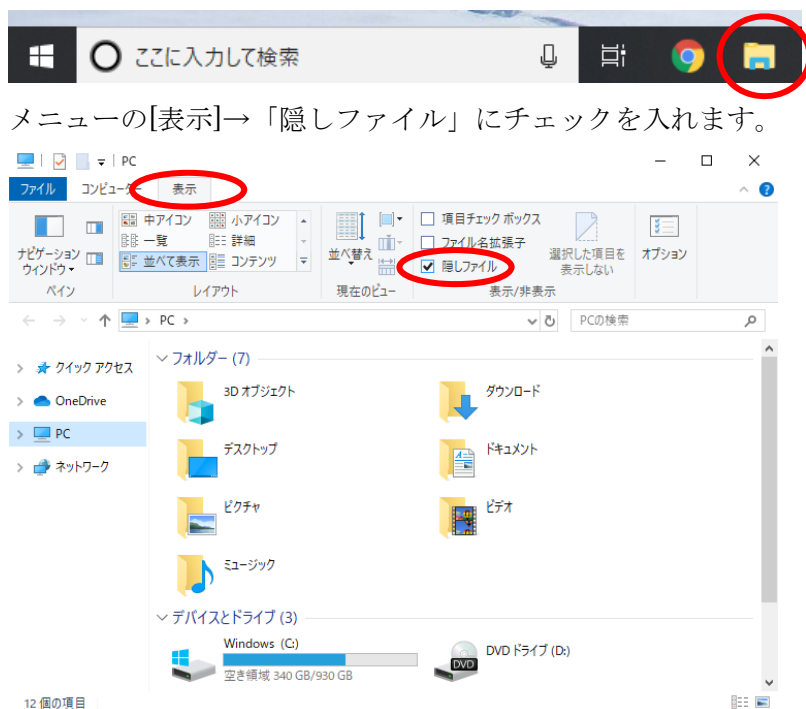 ここに入力して検索
メニューの[表示]→「隠しファイル」にチェックを入れます。
PC
ファイル コンピューター 表示
中アイコン 小アイコン 項目チェック ボックス
一覧 詳細 ファイル名拡張子
並べて表示 コンテンツ 隠しファイル
ナビゲーション ウィンドウ
並べ替え
選択した項目を 表示しない
オプション
ペイン レイアウト 現在のビュー 表示/非表示
PC PCの検索
クイック アクセス
OneDrive
PC
ネットワーク
フォルダー (7)
3D オブジェクト ダウンロード
デスクトップ ドキュメント
ピクチャ ビデオ
ミュージック
デバイスとドライブ (3)
Windows (C:) DVD ドライブ (D:)
空き領域 340 GB/930 GB
DVD
12 個の項目